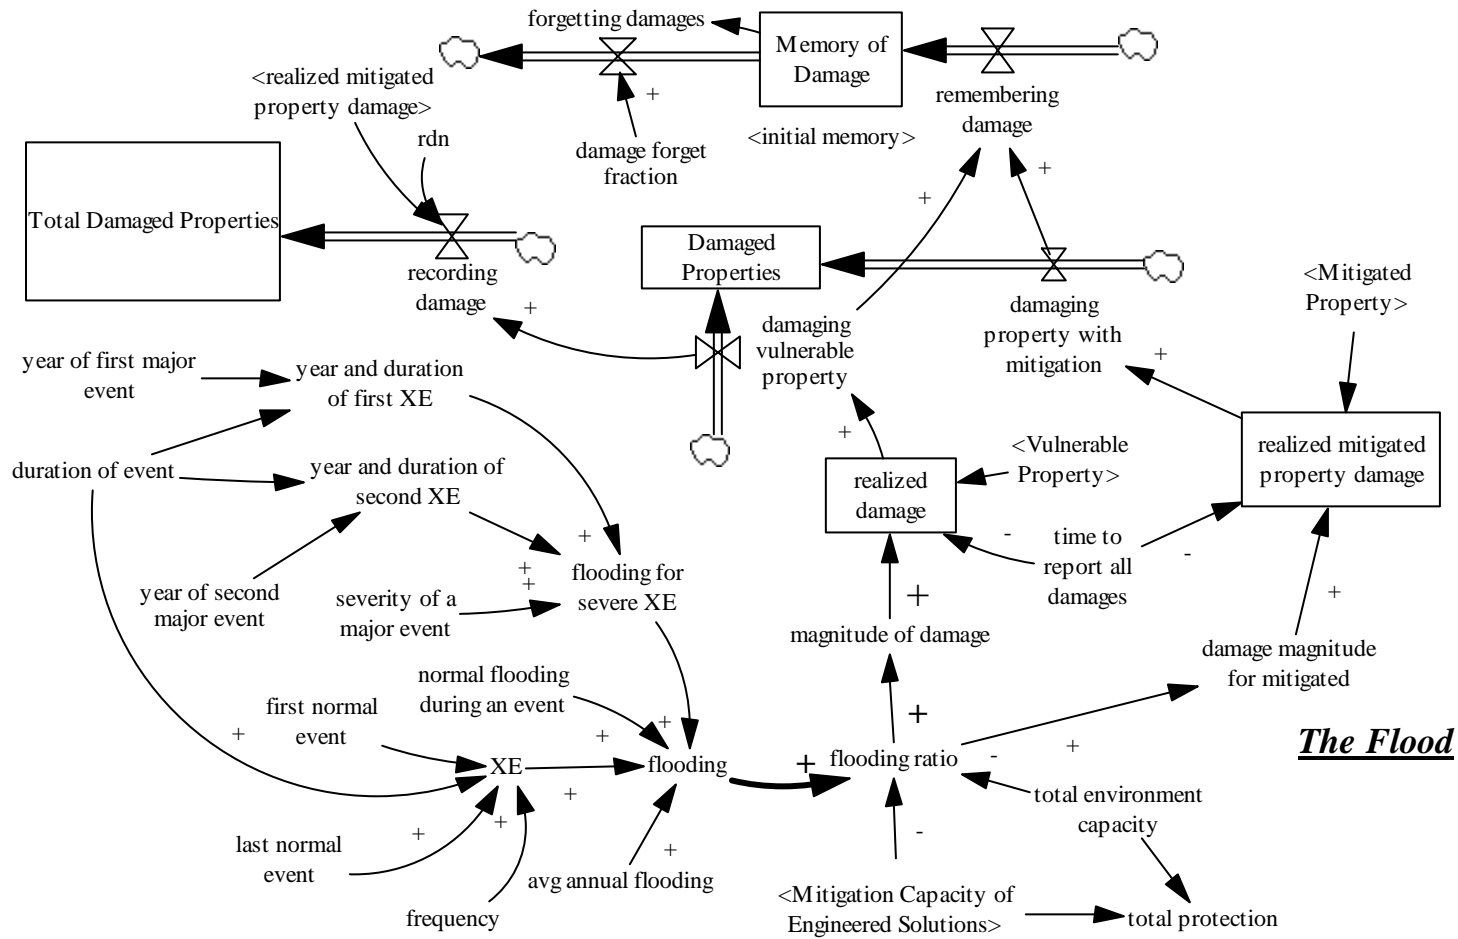 forgetting damages
Memory of
Damage
<realized mitigated
property damage>
+
remembering
damage
rdn
damage forget
fraction
<initial memory>
+
+
Total Damaged Properties
Damaged
Properties
recording
damage
+
<Mitigated
Property>
damaging
vulnerable
property
damaging
property with
mitigation
+
year of first major
event
year and duration
of first XE
+
<Vulnerable
Property>
realized mitigated
property damage
duration of event
year and duration of
second XE
realized
damage
+
-
time to
report all
damages
-
+
+
flooding for
severe XE
year of second
major event
severity of a
major event
+
+
magnitude of damage
damage magnitude
for mitigated
normal flooding
during an event
first normal
event
+
+
+
+
The Flood
XE
flooding
+
flooding ratio
-
+
+
total environment
capacity
+
+
-
last normal
event
+
avg annual flooding
frequency
<Mitigation Capacity of
Engineered Solutions>
total protection